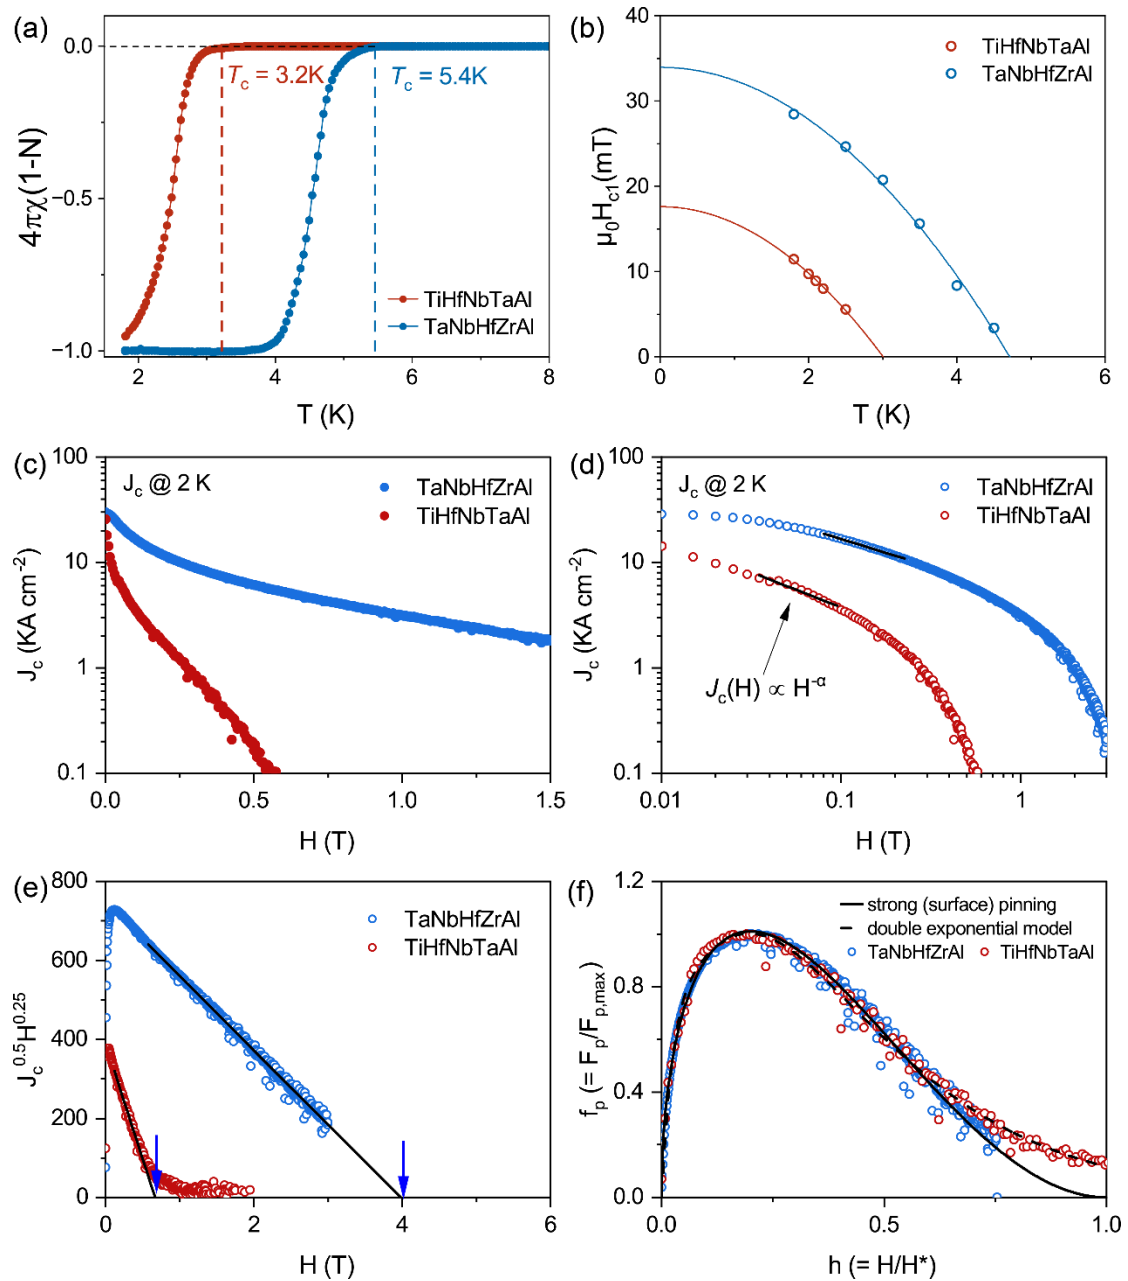 (a)
0.0
−0.5
−1.0
4πχ(1-N)
T_c = 3.2K
T_c = 5.4K
TiHfNbTaAl
TaNbHfZrAl
2 4 6 8
T (K)
(b)
40
30
20
10
0
μ₀H_c1(mT)
TiHfNbTaAl
TaNbHfZrAl
0 2 4 6
T (K)
(c)
100
10
1
0.1
J_c (KA cm⁻²)
J_c @ 2 K
TaNbHfZrAl
TiHfNbTaAl
0.0 0.5 1.0 1.5
H (T)
(d)
100
10
1
0.1
J_c (KA cm⁻²)
J_c @ 2 K
TaNbHfZrAl
TiHfNbTaAl
J_c(H) ∝ H^-α
0.01 0.1 1
H (T)
(e)
800
600
400
200
0
J_c^0.5H^0.25
TaNbHfZrAl
TiHfNbTaAl
0 2 4 6
H (T)
(f)
1.2
0.8
0.4
0.0
f_p (= F_p/F_p,max)
strong (surface) pinning
double exponential model
TaNbHfZrAl TiHfNbTaAl
0.0 0.5 1.0
h (= H/H*)